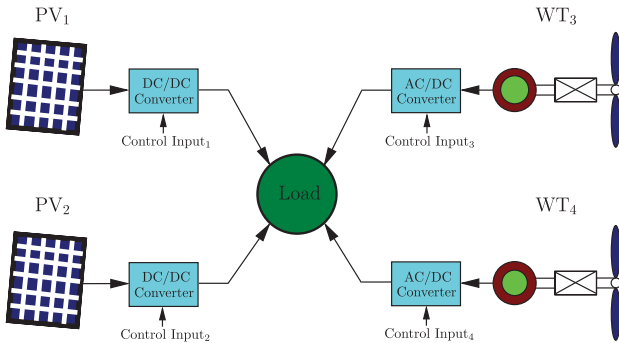 PV₁
WT₃
DC/DC
Converter
AC/DC
Converter
Control Input₁
Control Input₃
Load
PV₂
WT₄
DC/DC
Converter
AC/DC
Converter
Control Input₂
Control Input₄